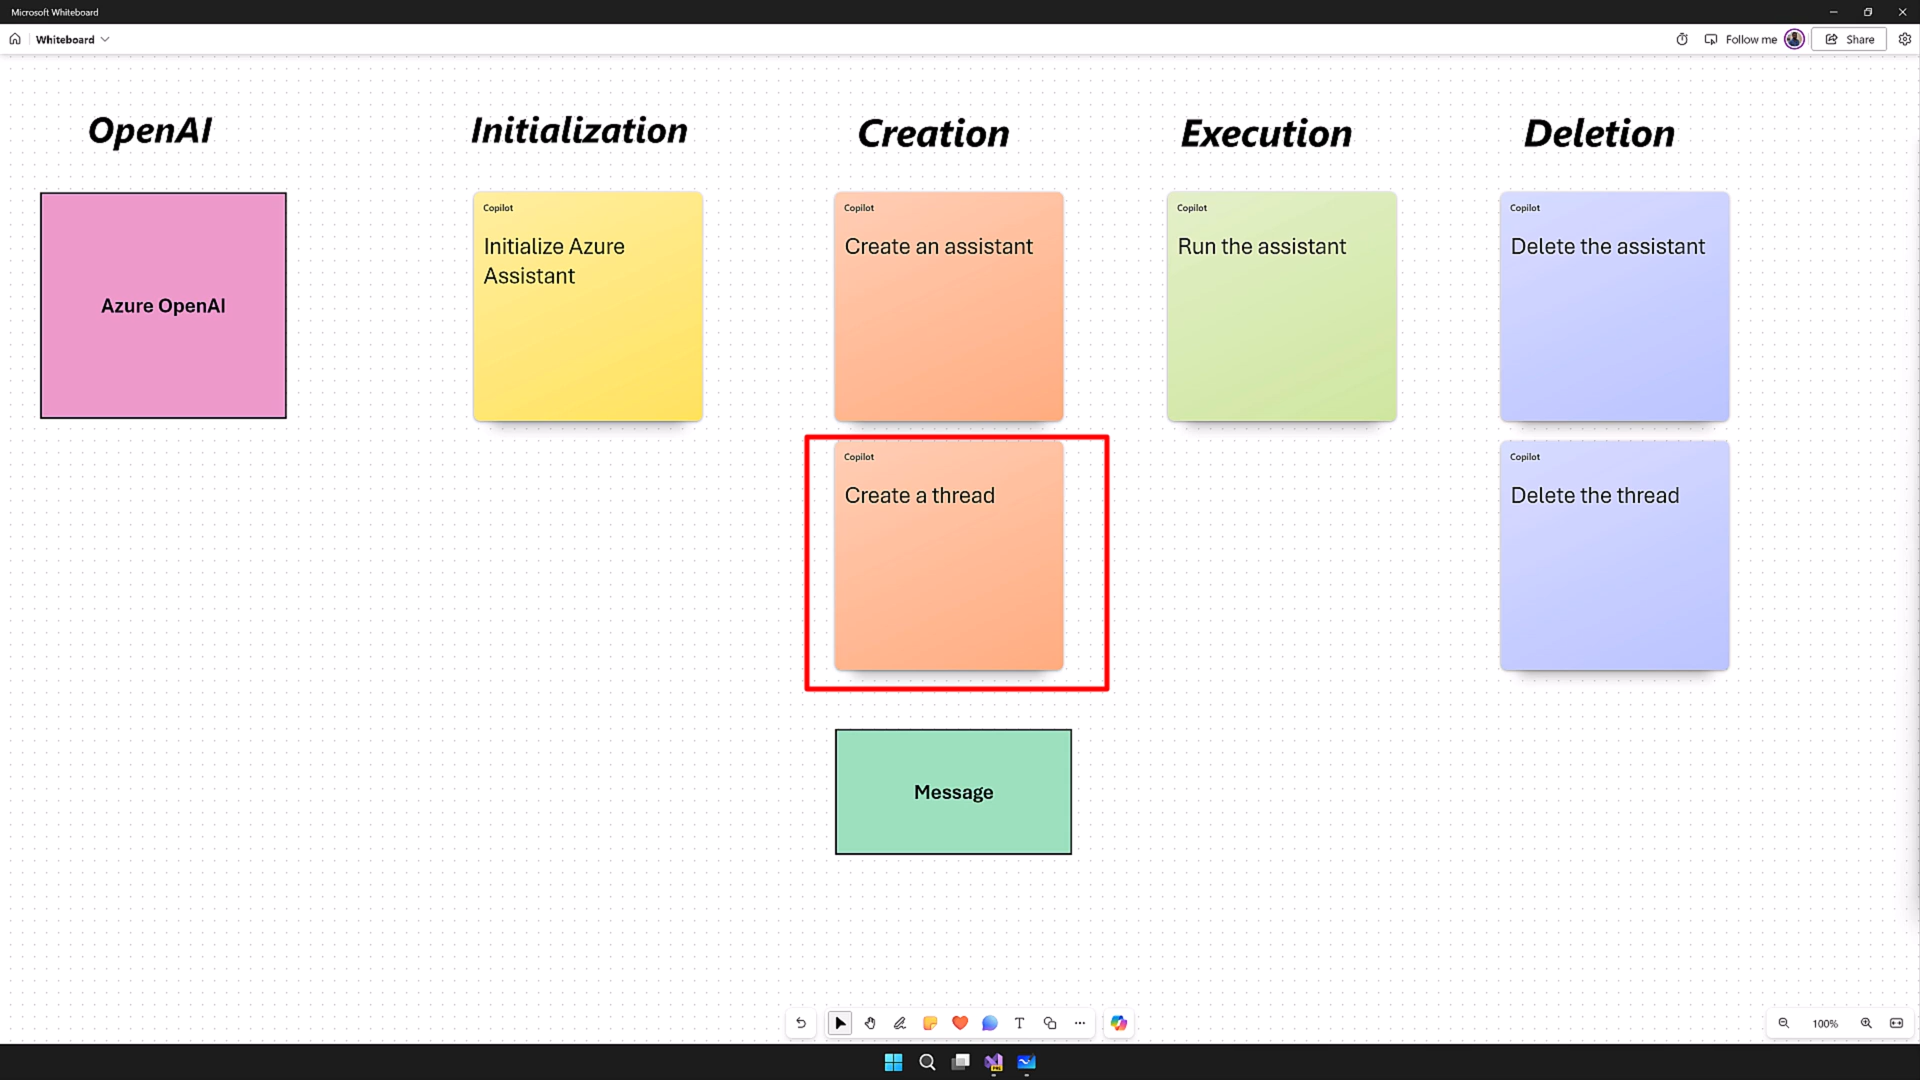 Microsoft Whiteboard
Whiteboard
Follow me
Share
OpenAI
Initialization
Creation
Execution
Deletion
Azure OpenAI
Copilot
Initialize Azure
Assistant
Copilot
Create an assistant
Copilot
Run the assistant
Copilot
Delete the assistant
Copilot
Create a thread
Copilot
Delete the thread
Message
100%